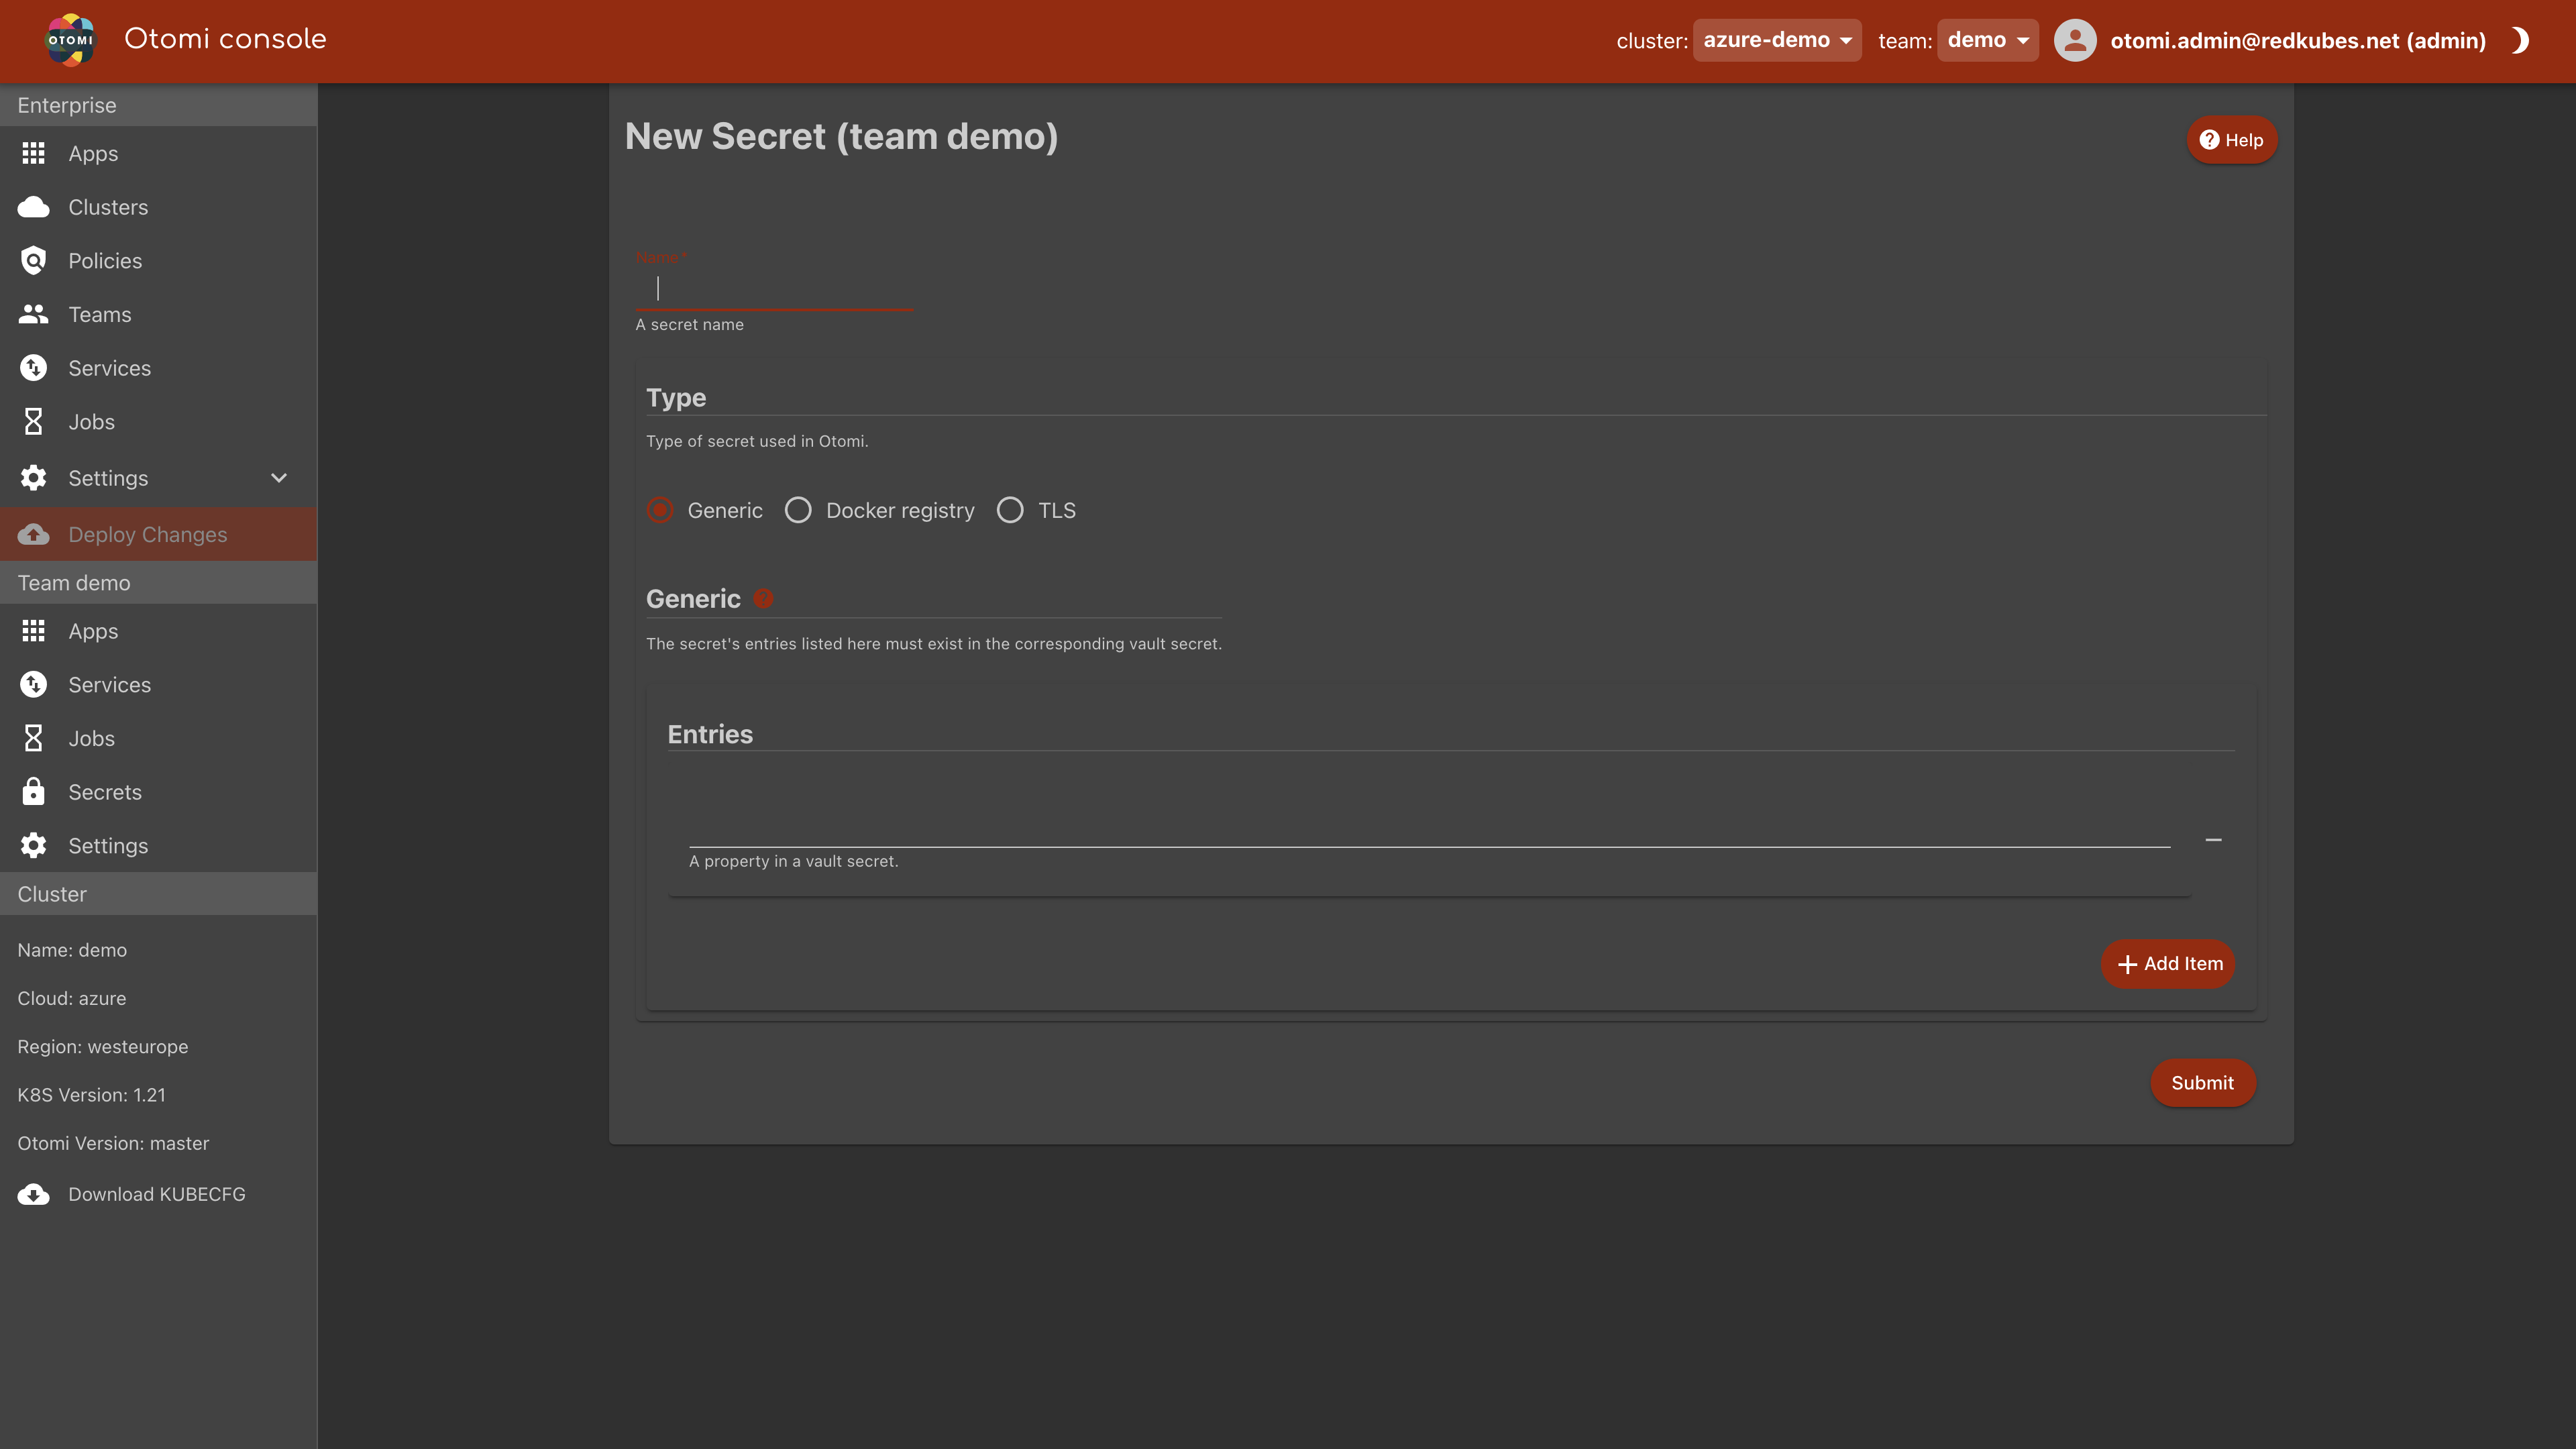 OTOMI
Otomi console
cluster: azure-demo team: demo otomi.admin@redkubes.net (admin)
Enterprise
Apps
Clusters
Policies
Teams
Services
Jobs
Settings
Deploy Changes
Team demo
Apps
Services
Jobs
Secrets
Settings
Cluster
Name: demo
Cloud: azure
Region: westeurope
K8S Version: 1.21
Otomi Version: master
Download KUBECFG
New Secret (team demo)
Help
Name*
A secret name
Type
Type of secret used in Otomi.
Generic Docker registry TLS
Generic
The secret's entries listed here must exist in the corresponding vault secret.
Entries
A property in a vault secret.
Add Item
Submit